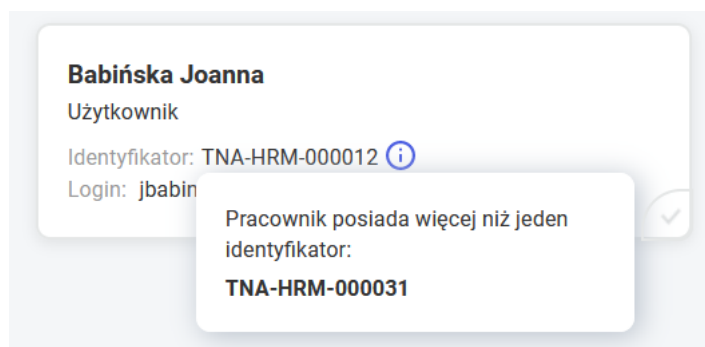 Babińska Joanna
Użytkownik
Identyfikator: TNA-HRM-000012
Login: jbabin
Pracownik posiada więcej niż jeden
identyfikator:
TNA-HRM-000031